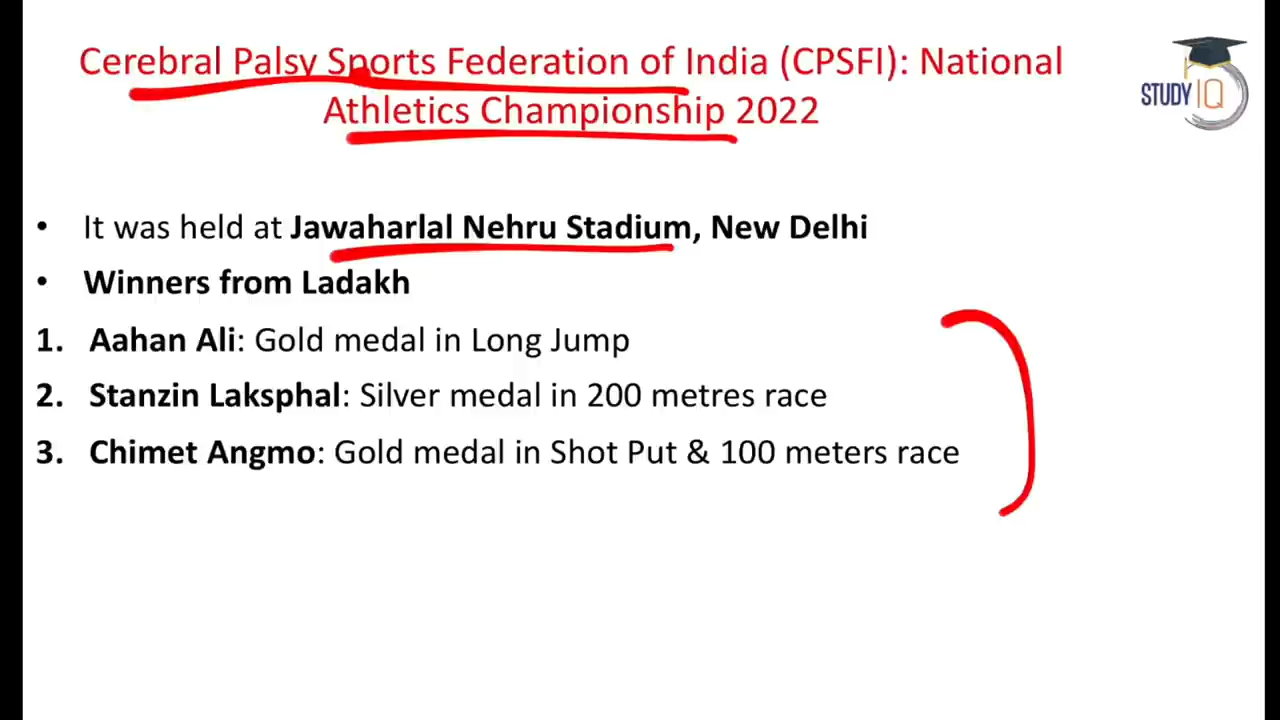 Cerebral Palsy Sports Federation of India (CPSFI): National
Athletics Championship 2022
STUDY IQ
• It was held at Jawaharlal Nehru Stadium, New Delhi
• Winners from Ladakh
1. Aahan Ali: Gold medal in Long Jump
2. Stanzin Laksphal: Silver medal in 200 metres race
3. Chimet Angmo: Gold medal in Shot Put & 100 meters race